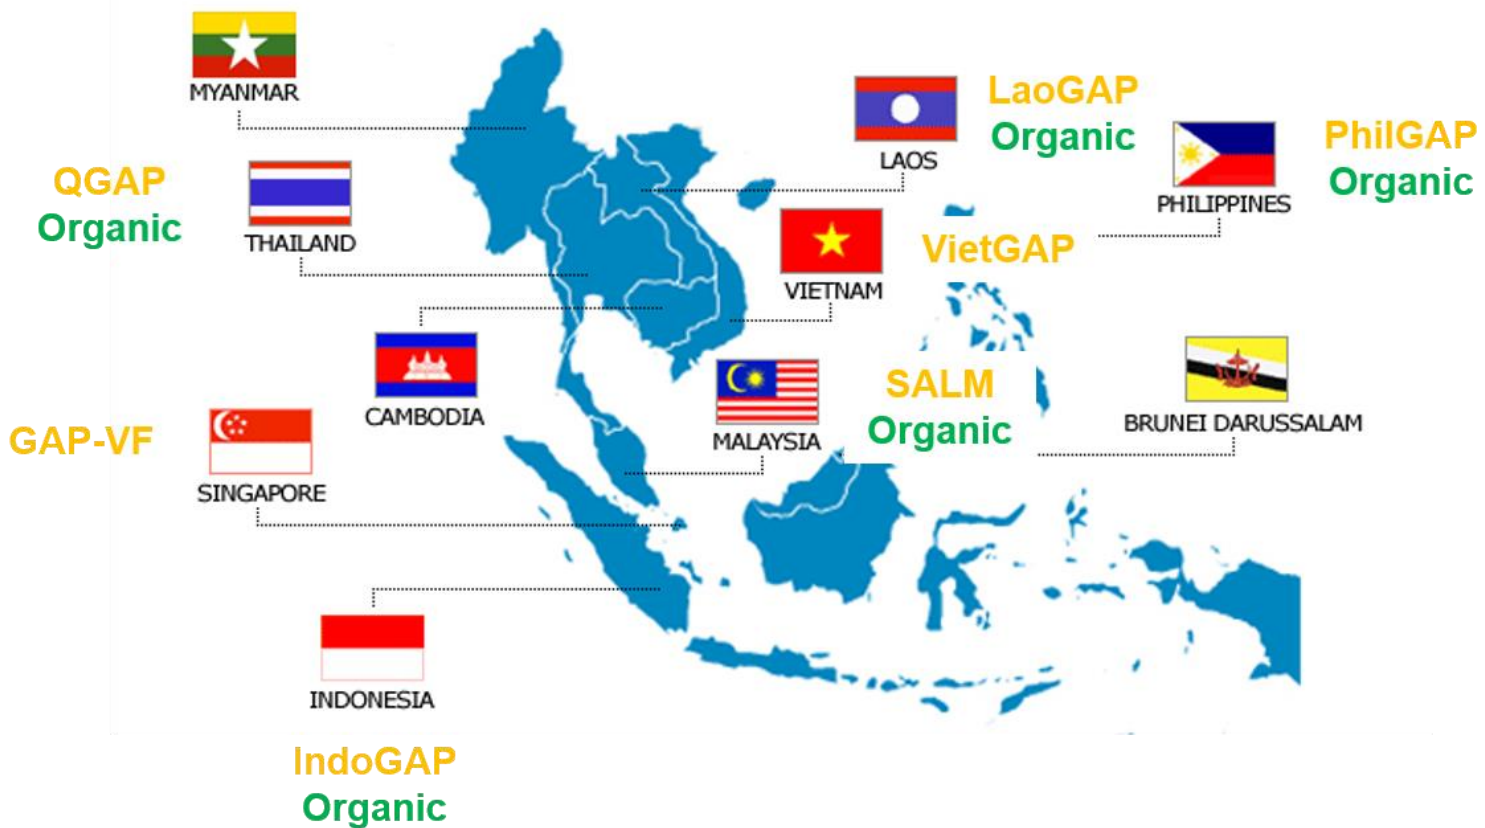 MYANMAR
LAOS
LaoGAP
Organic
PHILIPPINES
PhilGAP
Organic
QGAP
Organic
THAILAND
VIETNAM
VietGAP
CAMBODIA
MALAYSIA
SALM
Organic
BRUNEI DARUSSALAM
GAP-VF
SINGAPORE
INDONESIA
IndoGAP
Organic